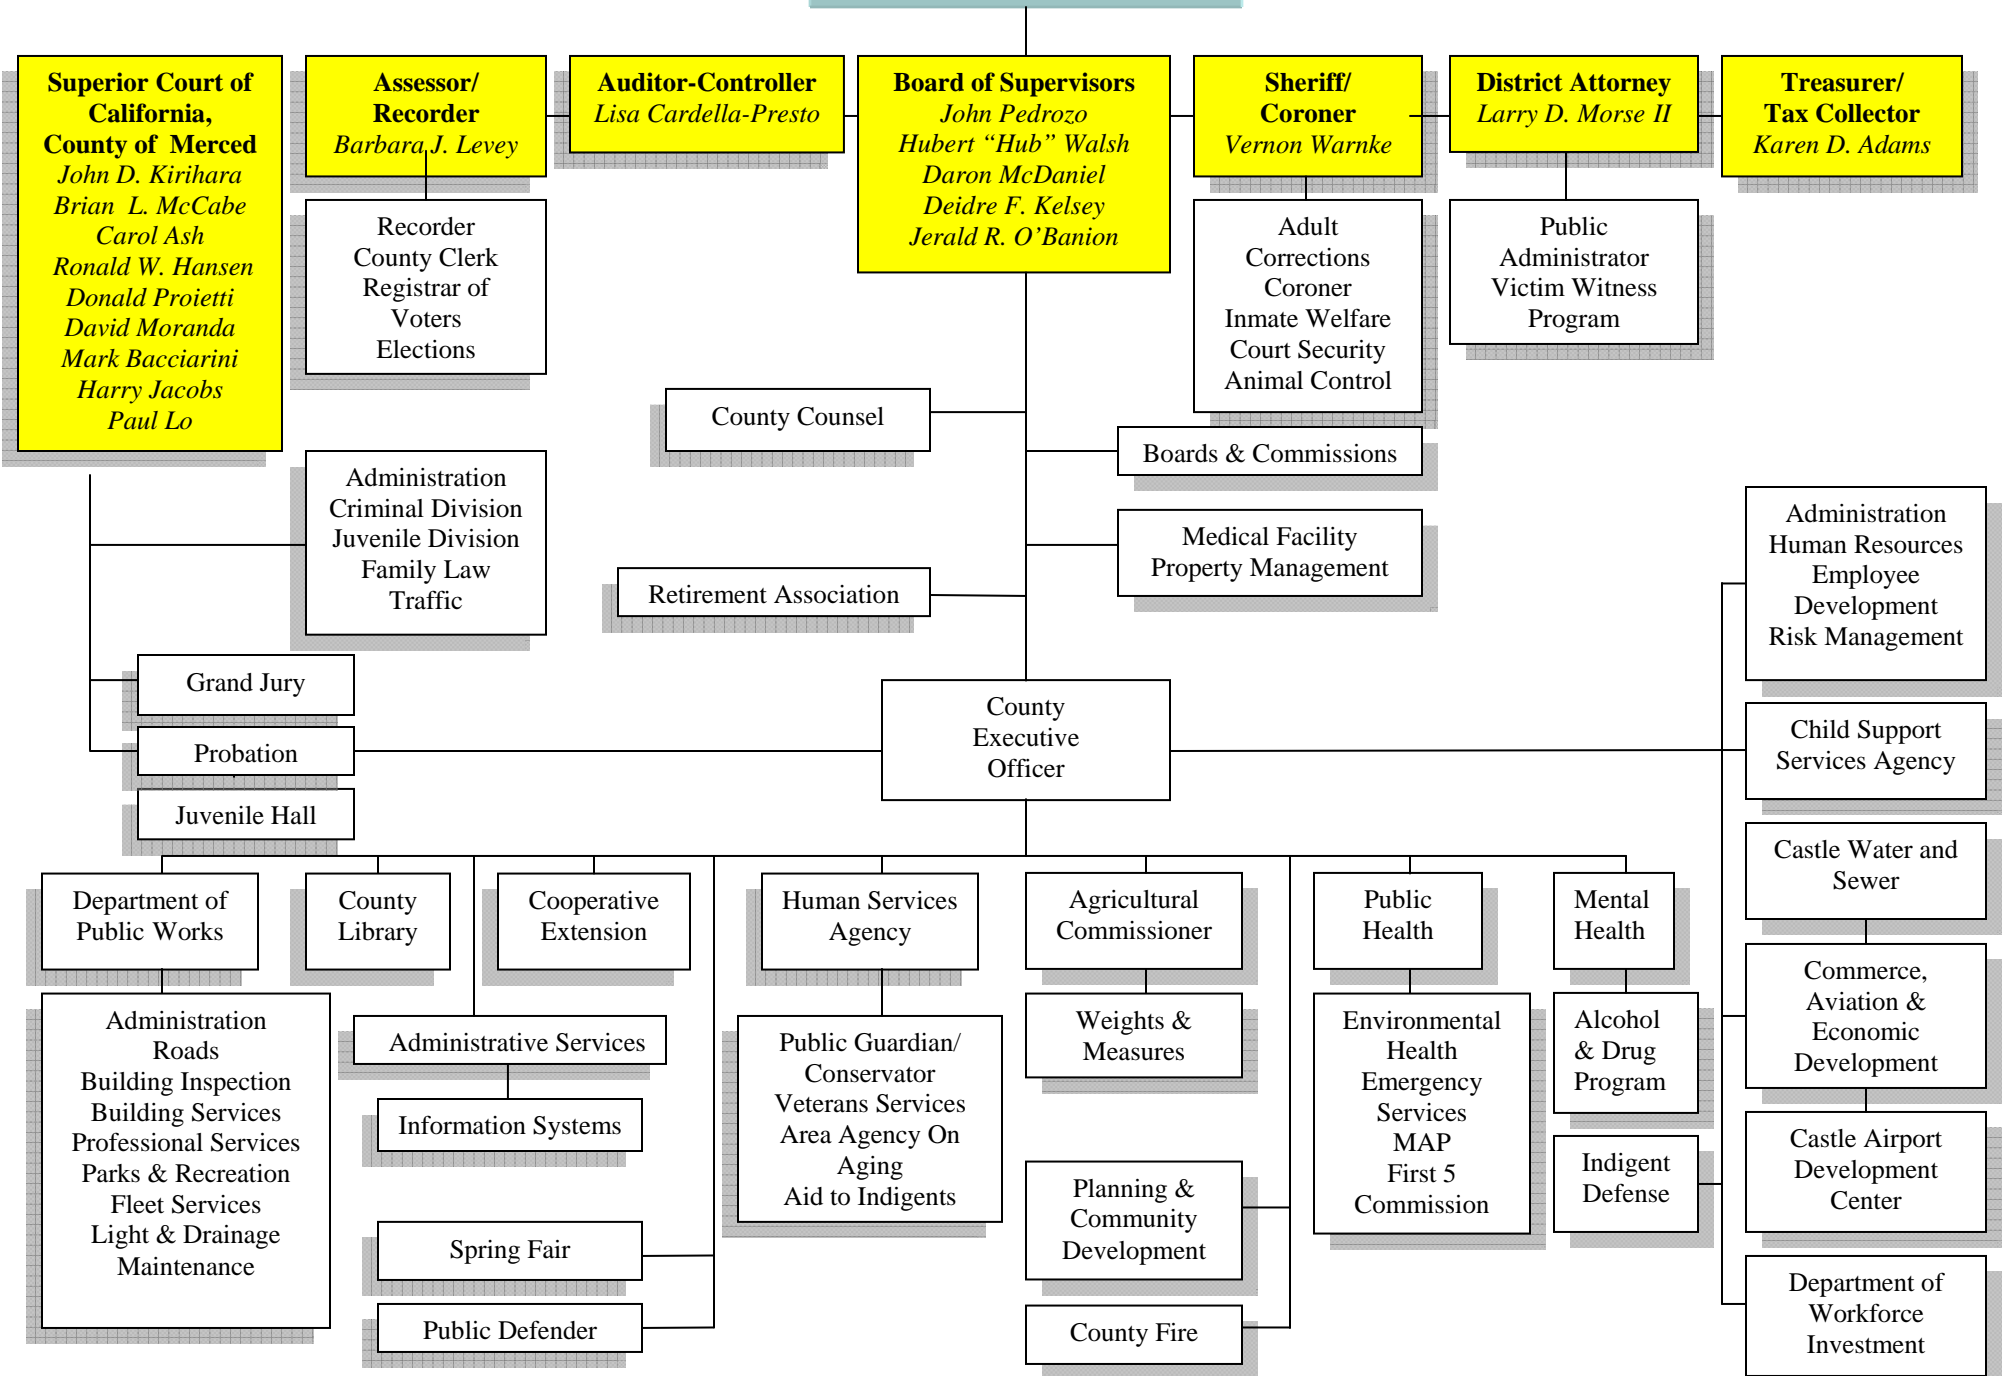 Superior Court of
California,
County of Merced
John D. Kirihara
Brian L. McCabe
Carol Ash
Ronald W. Hansen
Donald Proietti
David Moranda
Mark Bacciarini
Harry Jacobs
Paul Lo
Assessor/
Recorder
Barbara J. Levey
Auditor-Controller
Lisa Cardella-Presto
Board of Supervisors
John Pedrozo
Hubert “Hub” Walsh
Daron McDaniel
Deidre F. Kelsey
Jerald R. O’Banion
Sheriff/
Coroner
Vernon Warnke
District Attorney
Larry D. Morse II
Treasurer/
Tax Collector
Karen D. Adams
Recorder
County Clerk
Registrar of
Voters
Elections
Adult
Corrections
Coroner
Inmate Welfare
Court Security
Animal Control
Public
Administrator
Victim Witness
Program
County Counsel
Boards & Commissions
Administration
Criminal Division
Juvenile Division
Family Law
Traffic
Medical Facility
Property Management
Retirement Association
Administration
Human Resources
Employee
Development
Risk Management
Grand Jury
Probation
Juvenile Hall
County
Executive
Officer
Child Support
Services Agency
Castle Water and
Sewer
Commerce,
Aviation &
Economic
Development
Castle Airport
Development
Center
Department of
Workforce
Investment
Department of
Public Works
County
Library
Cooperative
Extension
Human Services
Agency
Agricultural
Commissioner
Public
Health
Mental
Health
Administration
Roads
Building Inspection
Building Services
Professional Services
Parks & Recreation
Fleet Services
Light & Drainage
Maintenance
Administrative Services
Information Systems
Spring Fair
Public Defender
Public Guardian/
Conservator
Veterans Services
Area Agency On
Aging
Aid to Indigents
Weights &
Measures
Planning &
Community
Development
County Fire
Environmental
Health
Emergency
Services
MAP
First 5
Commission
Alcohol
& Drug
Program
Indigent
Defense